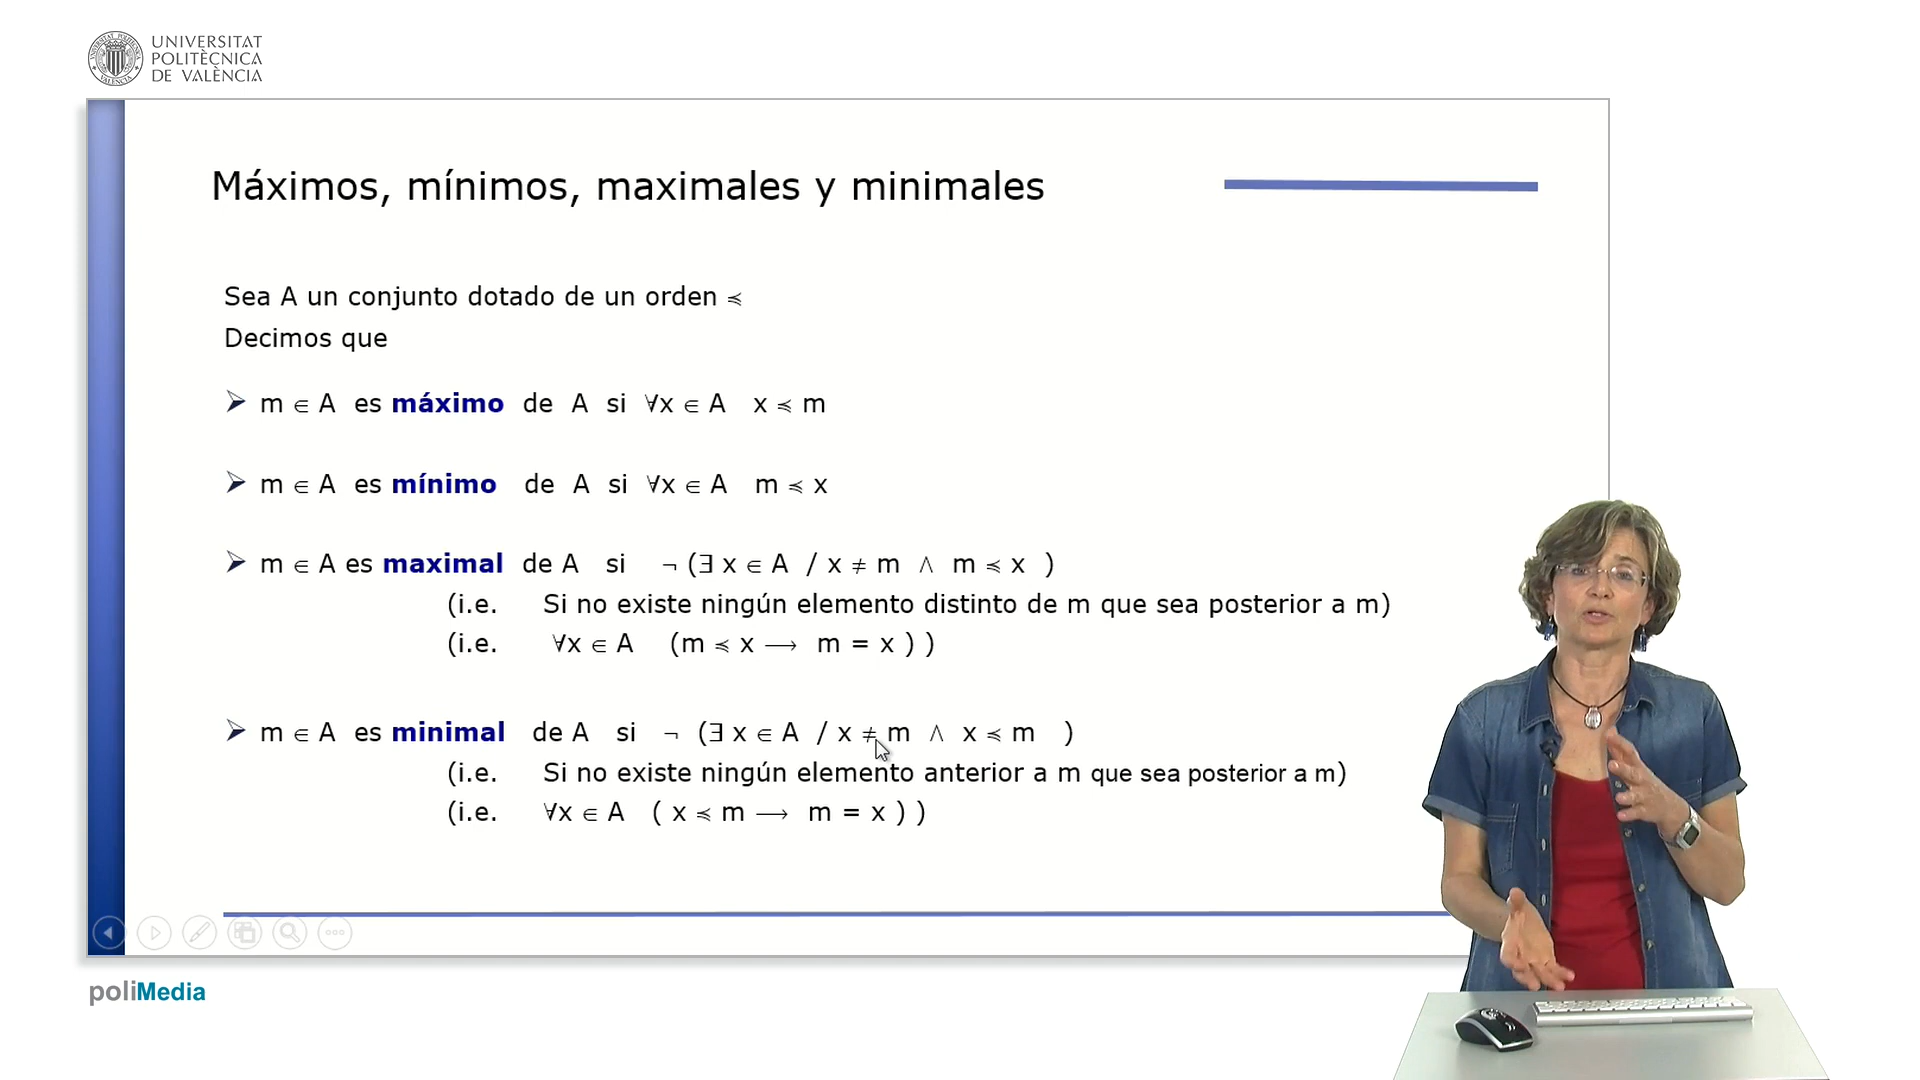 UNIVERSITAT
POLITÈCNICA
DE VALÈNCIA
Máximos, mínimos, maximales y minimales
Sea A un conjunto dotado de un orden ≼
Decimos que
➢ m ∈ A es máximo de A si ∀x ∈ A x ≼ m
➢ m ∈ A es mínimo de A si ∀x ∈ A m ≼ x
➢ m ∈ A es maximal de A si ¬ (∃ x ∈ A / x ≠ m ∧ m ≼ x )
(i.e. Si no existe ningún elemento distinto de m que sea posterior a m)
(i.e. ∀x ∈ A (m ≼ x ⟶ m = x ) )
➢ m ∈ A es minimal de A si ¬ (∃ x ∈ A / x ≠ m ∧ x ≼ m )
(i.e. Si no existe ningún elemento anterior a m que sea posterior a m)
(i.e. ∀x ∈ A ( x ≼ m ⟶ m = x ) )
poliMedia